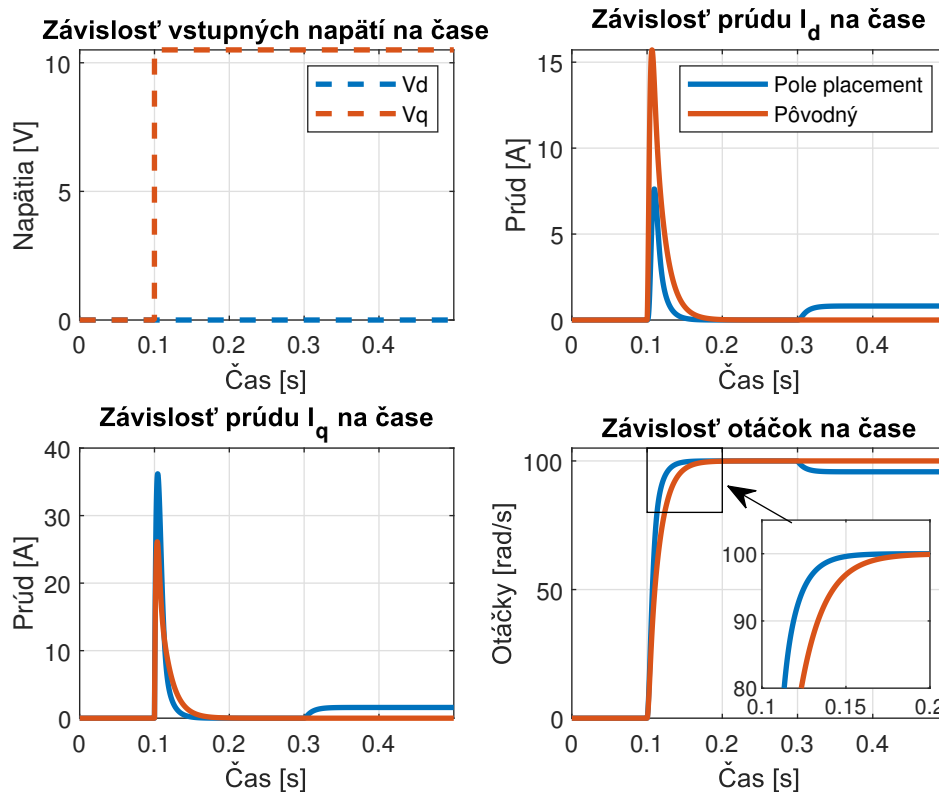 Závislosť vstupných napätí na čase
Napätia [V]
10
5
0
Vd
Vq
0 0.1 0.2 0.3 0.4
Čas [s]
Závislosť prúdu I_d na čase
Prúd [A]
15
10
5
0
Pole placement
Pôvodný
0 0.1 0.2 0.3 0.4
Čas [s]
Závislosť prúdu I_q na čase
Prúd [A]
40
30
20
10
0
0 0.1 0.2 0.3 0.4
Čas [s]
Závislosť otáčok na čase
Otáčky [rad/s]
100
50
0
100
90
80
0.1 0.15 0.2
0 0.1 0.2 0.3 0.4
Čas [s]